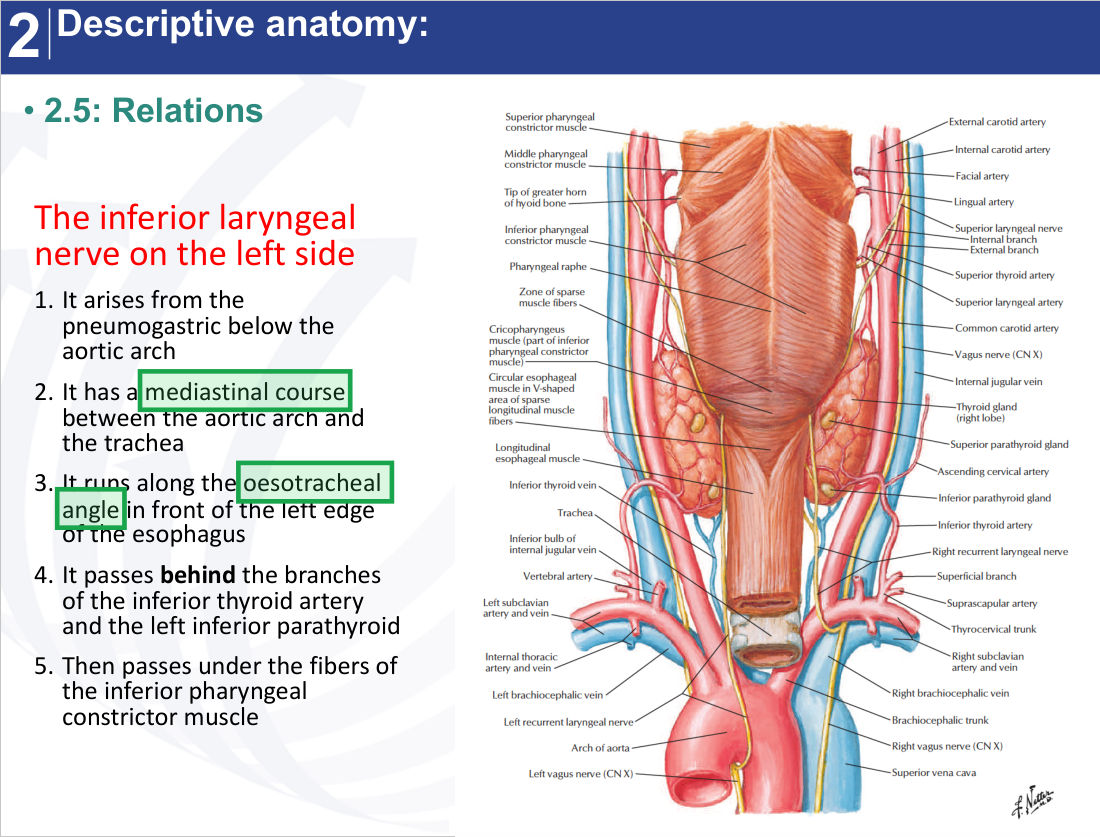 2
Descriptive anatomy:
• 2.5: Relations
The inferior laryngeal
nerve on the left side
1. It arises from the
pneumogastric below the
aortic arch
2. It has a mediastinal course
between the aortic arch and
the trachea
3. It runs along the oesotracheal
angle in front of the left edge
of the esophagus
4. It passes behind the branches
of the inferior thyroid artery
and the left inferior parathyroid
5. Then passes under the fibers of
the inferior pharyngeal
constrictor muscle
Superior pharyngeal
constrictor muscle
Middle pharyngeal
constrictor muscle
Tip of greater horn
of hyoid bone
Inferior pharyngeal
constrictor muscle
Pharyngeal raphe
Zone of sparse
muscle fibers
Cricopharyngeus
muscle (part of inferior
pharyngeal constrictor
muscle)
Circular esophageal
muscle in V-shaped
area of sparse
longitudinal muscle
fibers
Longitudinal
esophageal muscle
Inferior thyroid vein
Trachea
Inferior bulb of
internal jugular vein
Vertebral artery
Left subclavian
artery and vein
Internal thoracic
artery and vein
Left brachiocephalic vein
Left recurrent laryngeal nerve
Arch of aorta
Left vagus nerve (CN X)
External carotid artery
Internal carotid artery
Facial artery
Lingual artery
Superior laryngeal nerve
Internal branch
External branch
Superior thyroid artery
Superior laryngeal artery
Common carotid artery
Vagus nerve (CN X)
Internal jugular vein
Thyroid gland
(right lobe)
Superior parathyroid gland
Ascending cervical artery
Inferior parathyroid gland
Inferior thyroid artery
Right recurrent laryngeal nerve
Superficial branch
Suprascapular artery
Thyrocervical trunk
Right subclavian
artery and vein
Right brachiocephalic vein
Brachiocephalic trunk
Right vagus nerve (CN X)
Superior vena cava
F. Netter
M.D.